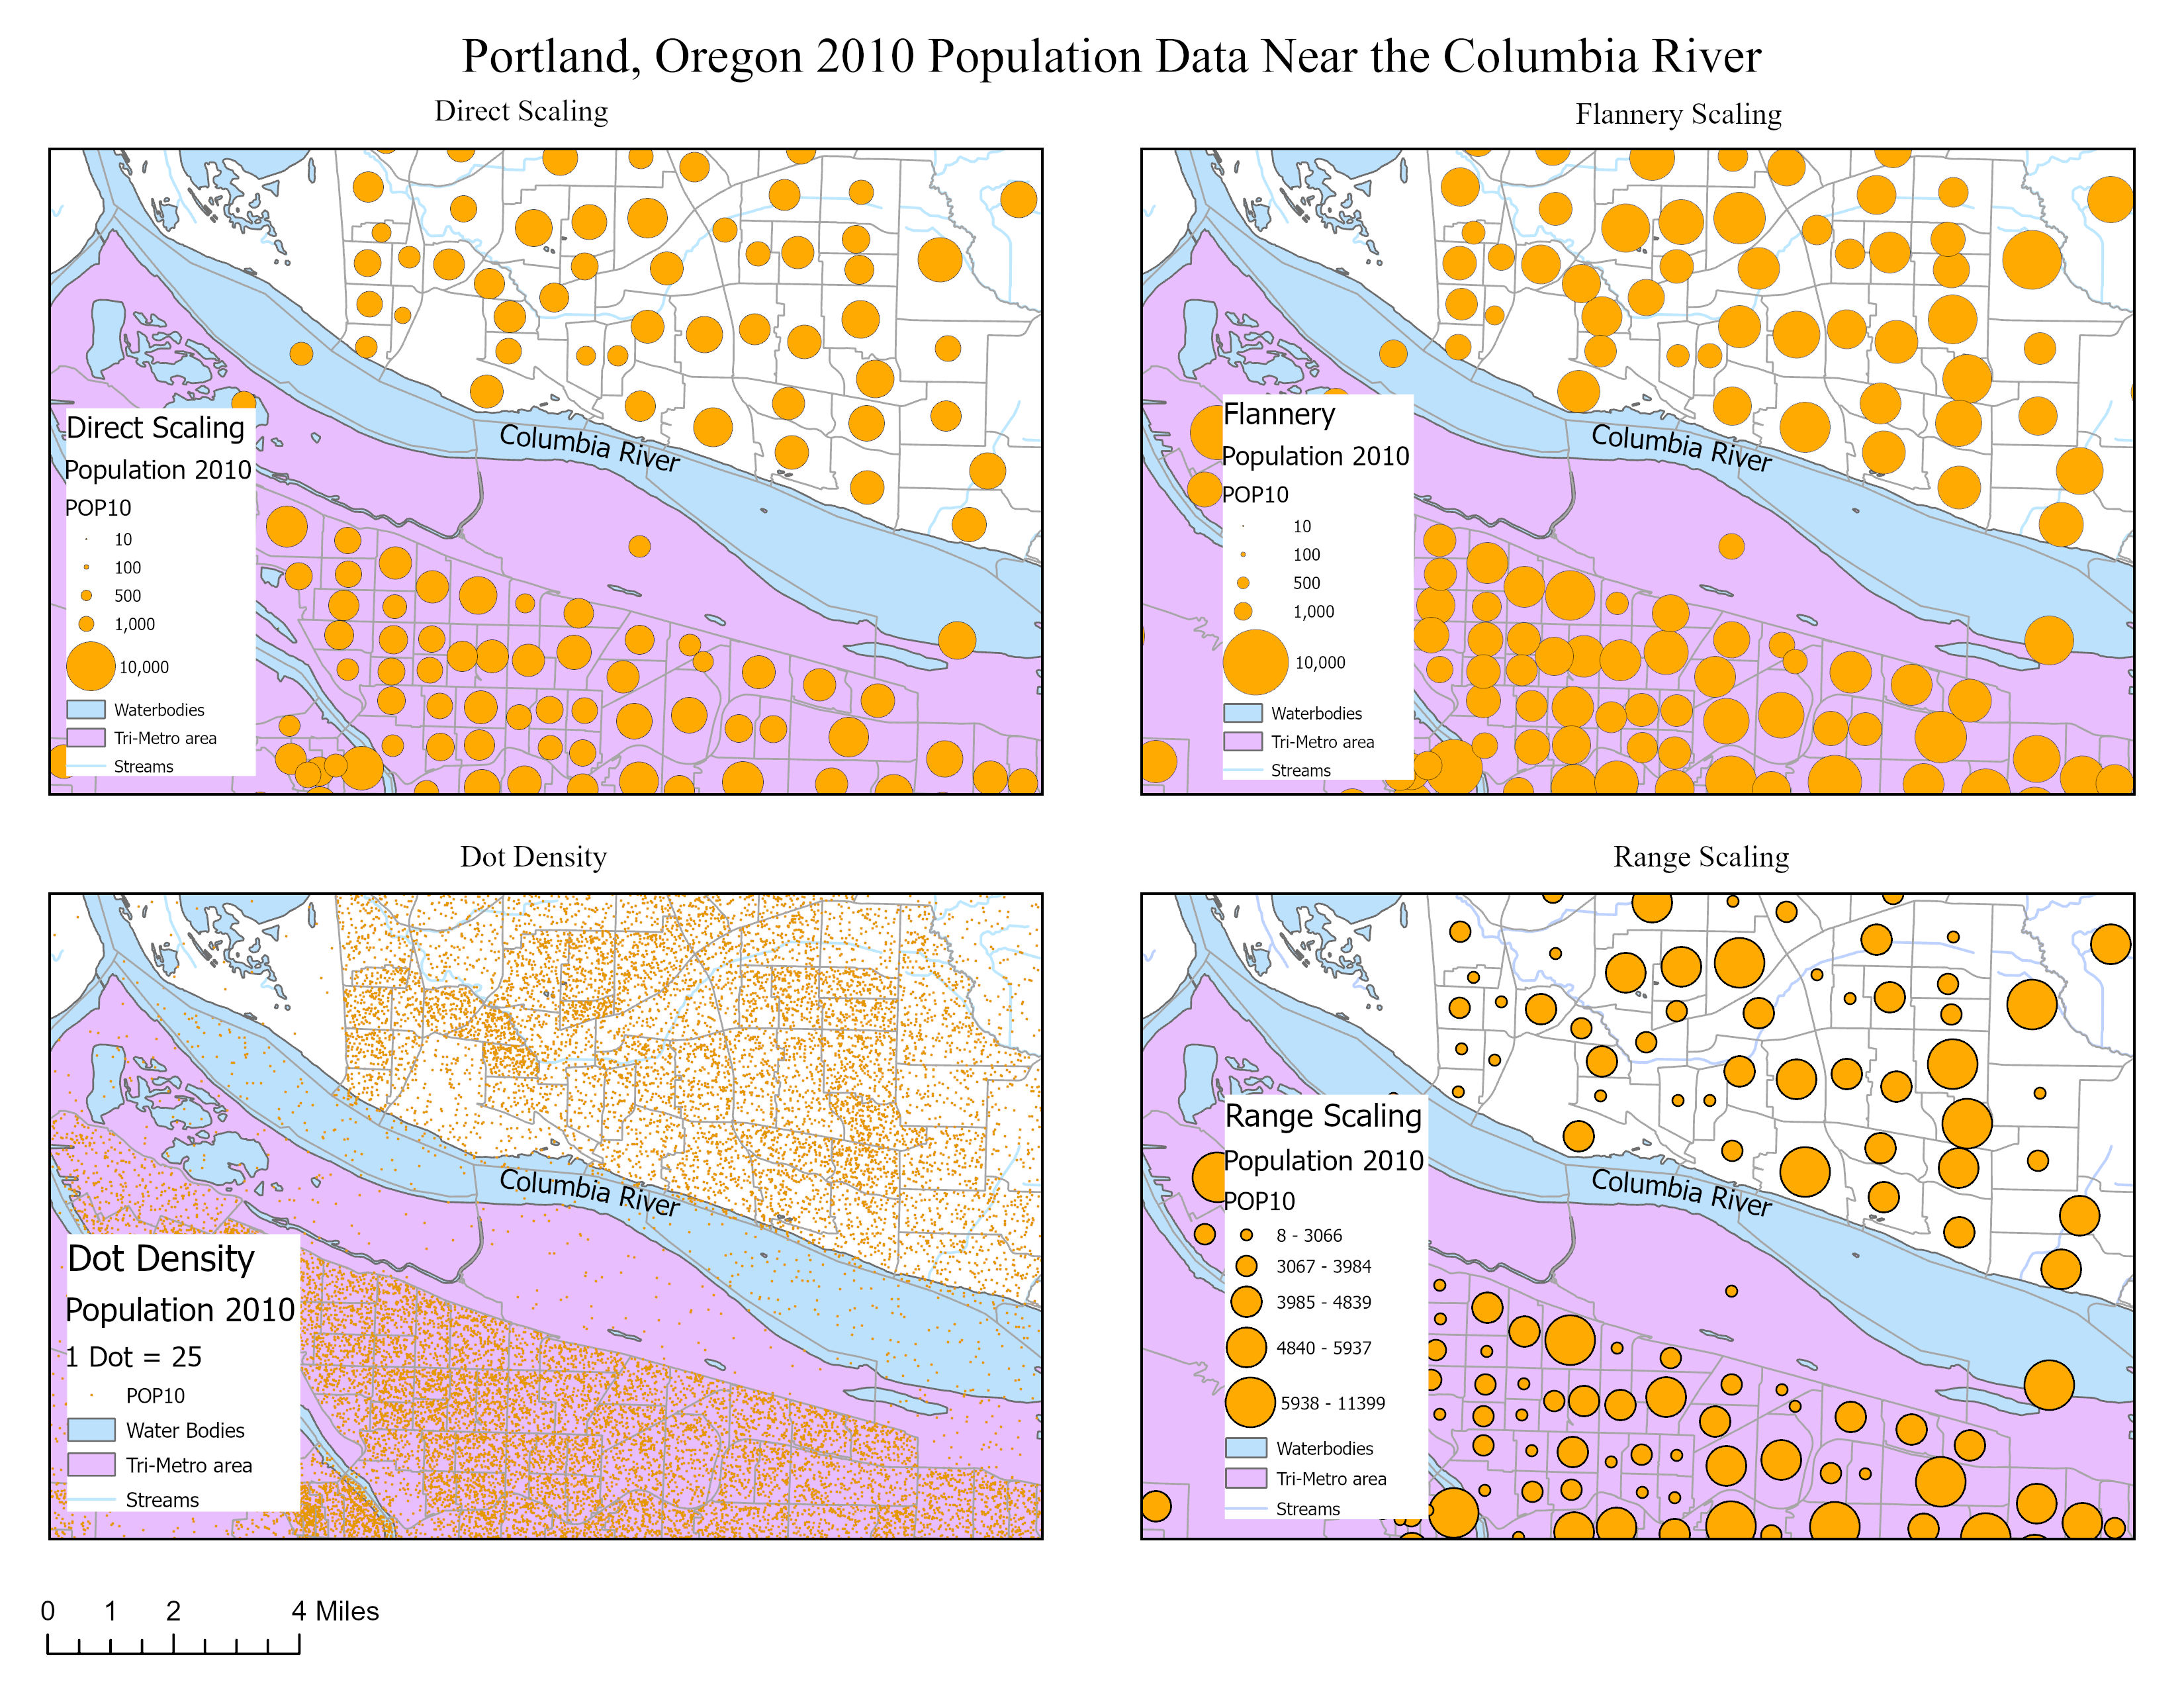 Portland, Oregon 2010 Population Data Near the Columbia River
Direct Scaling
Flannery Scaling
Columbia River
Direct Scaling
Population 2010
POP10
10
100
500
1,000
10,000
Waterbodies
Tri-Metro area
Streams
Columbia River
Flannery
Population 2010
POP10
10
100
500
1,000
10,000
Waterbodies
Tri-Metro area
Streams
Dot Density
Range Scaling
Columbia River
Dot Density
Population 2010
1 Dot = 25
POP10
Water Bodies
Tri-Metro area
Streams
Columbia River
Range Scaling
Population 2010
POP10
8 - 3066
3067 - 3984
3985 - 4839
4840 - 5937
5938 - 11399
Waterbodies
Tri-Metro area
Streams
0 1 2 4 Miles